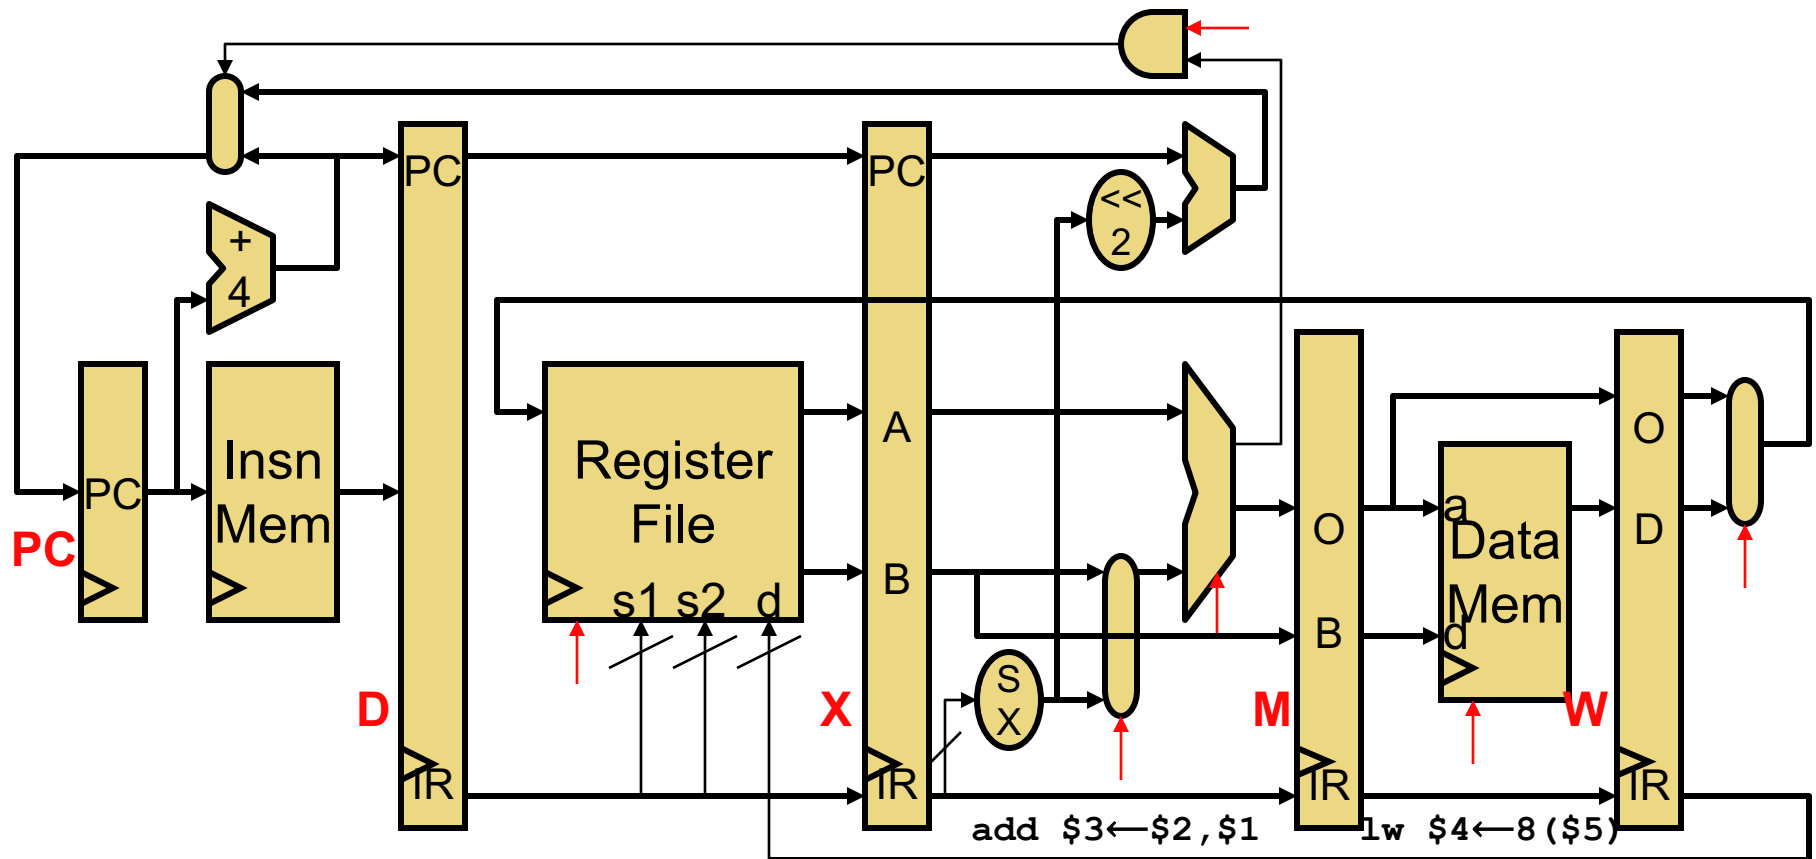 PC
PC
<<
2
+
4
A
O
Insn
Mem
Register
File
PC
PC
a
D
O
Data
Mem
B
s1 s2 d
B
d
S
X
D
X
M
W
IR
IR
IR
IR
add $3←$2,$1
lw $4←8($5)